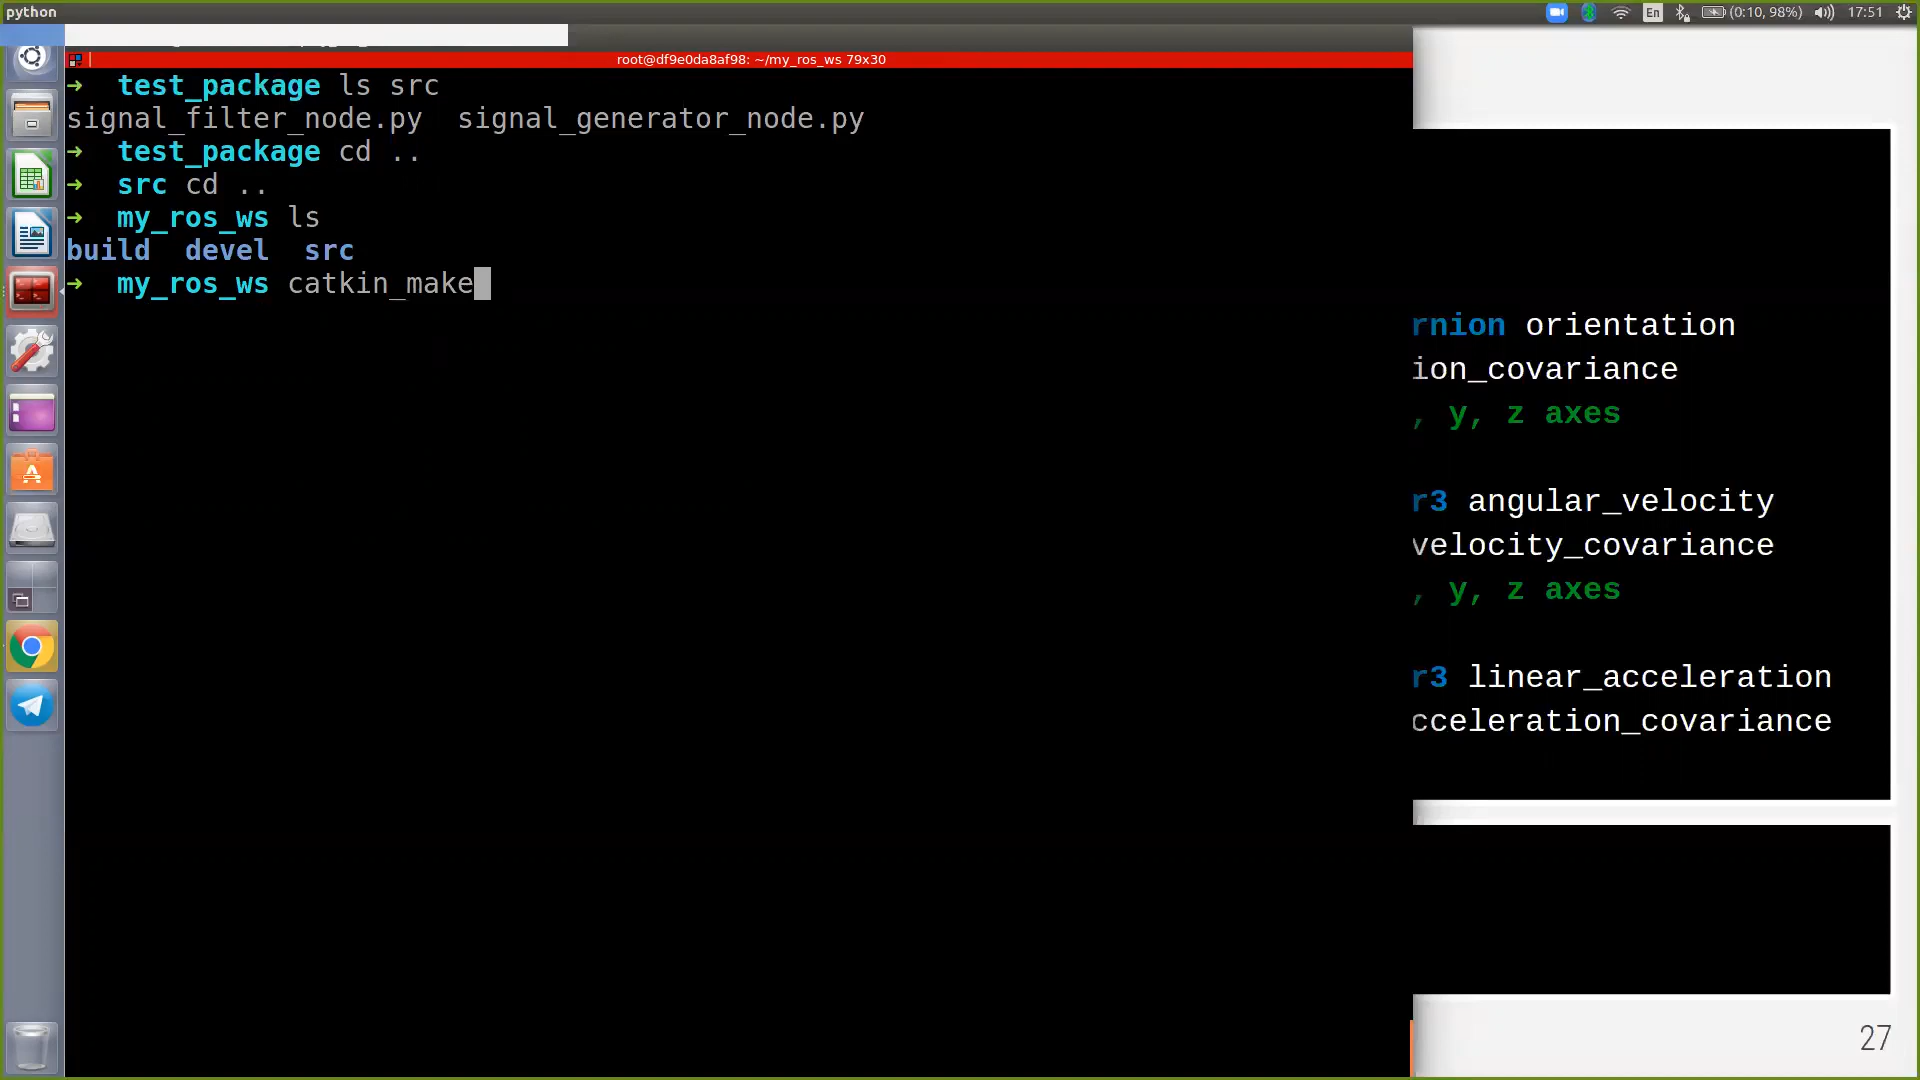 python
En
(0:10, 98%)
17:51
root@df9e0da8af98: ~/my_ros_ws 79x30
➜ test_package ls src
signal_filter_node.py signal_generator_node.py
➜ test_package cd ..
➜ src cd ..
➜ my_ros_ws ls
build devel src
➜ my_ros_ws catkin_make
rnion orientation
ion_covariance
, y, z axes
r3 angular_velocity
velocity_covariance
, y, z axes
r3 linear_acceleration
cceleration_covariance
27